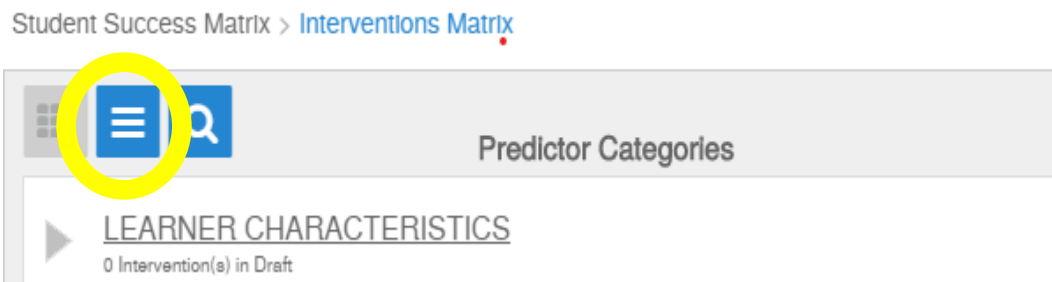 Student Success Matrix > Interventions Matrix
Predictor Categories
LEARNER CHARACTERISTICS
0 Intervention(s) in Draft